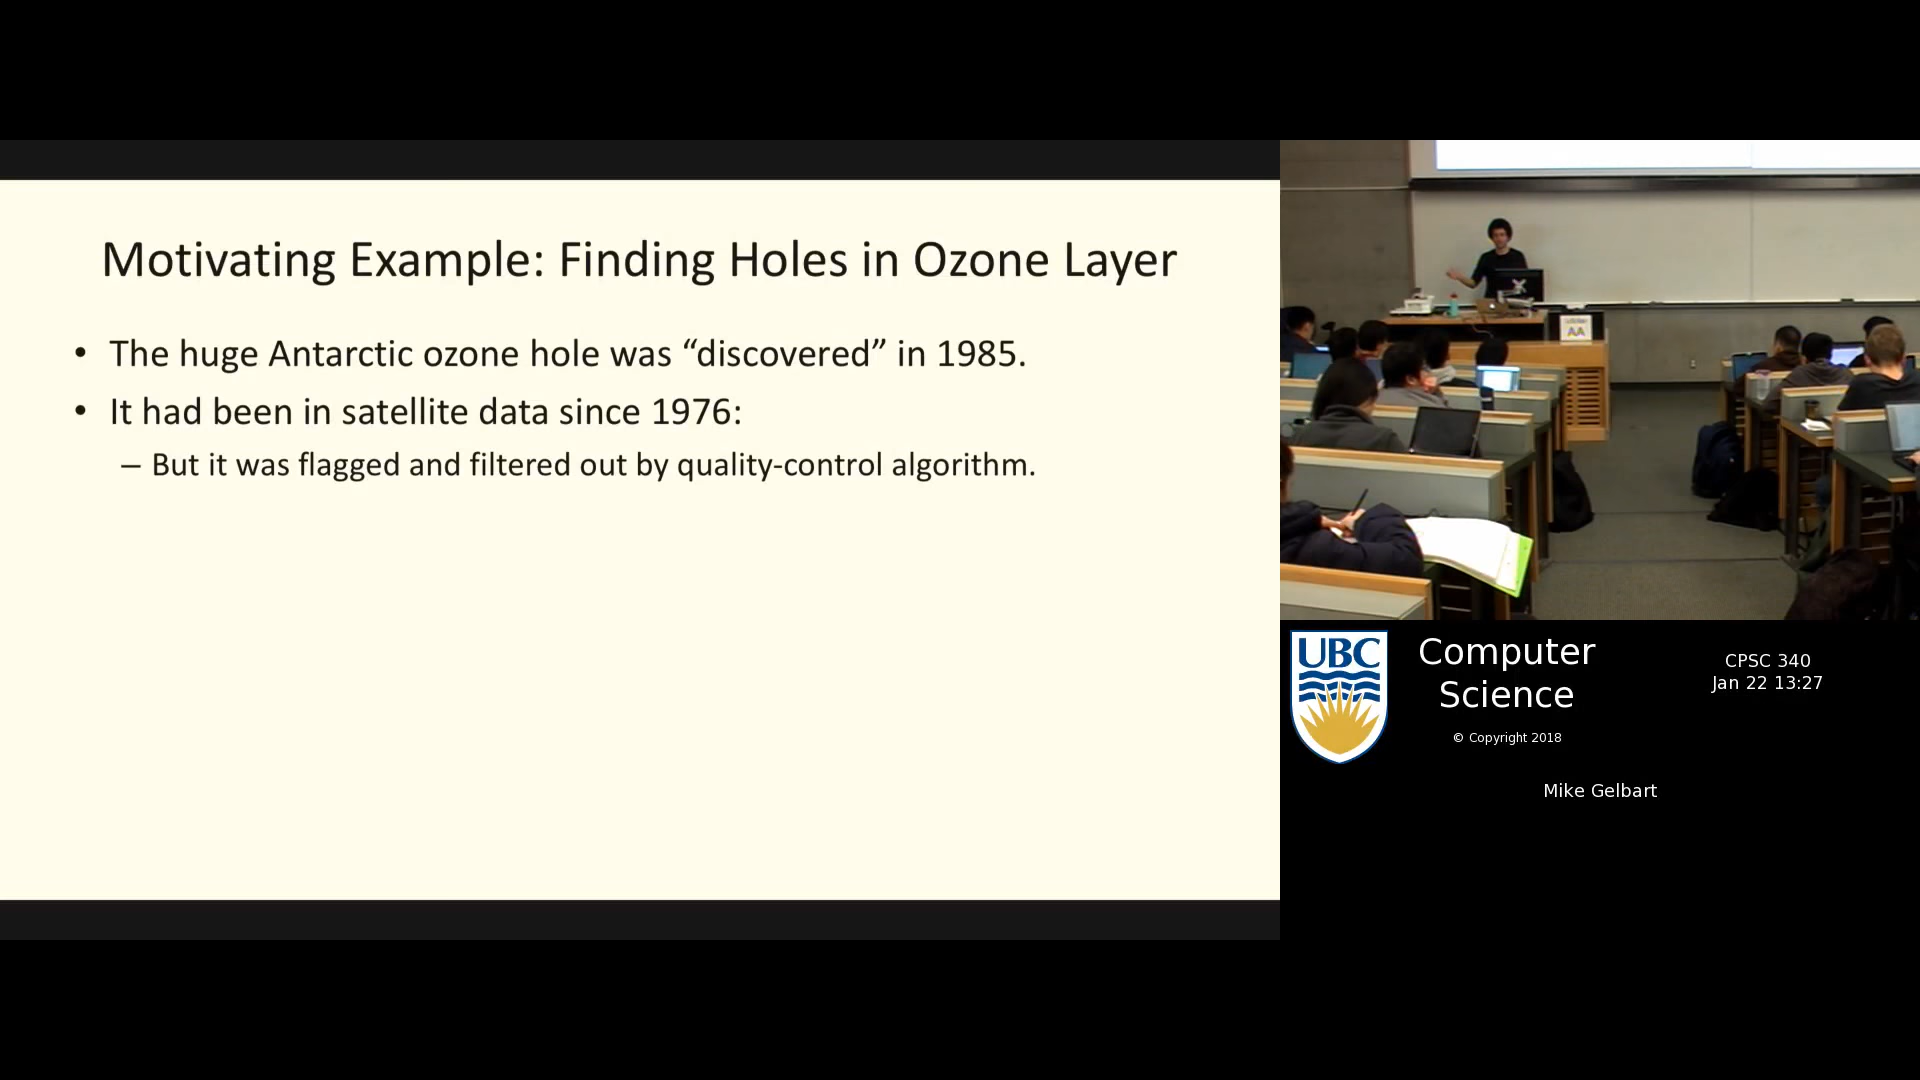 Motivating Example: Finding Holes in Ozone Layer
• The huge Antarctic ozone hole was “discovered” in 1985.
• It had been in satellite data since 1976:
– But it was flagged and filtered out by quality-control algorithm.
AA
UBC
Computer
Science
© Copyright 2018
CPSC 340
Jan 22 13:27
Mike Gelbart